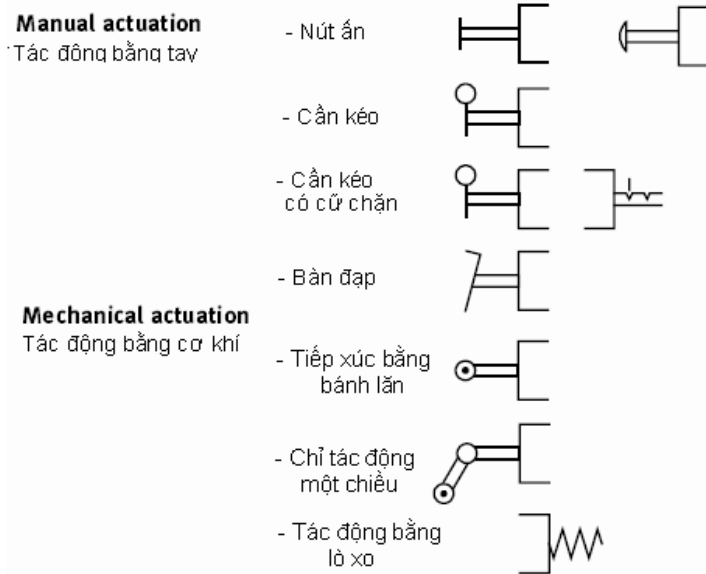 Manual actuation
Tác động bằng tay
- Nút ấn
- Cần kéo
- Cần kéo
có cữ chặn
- Bàn đạp
Mechanical actuation
Tác động bằng cơ khí
- Tiếp xúc bằng
bánh lăn
- Chỉ tác động
một chiều
- Tác động bằng
lò xo